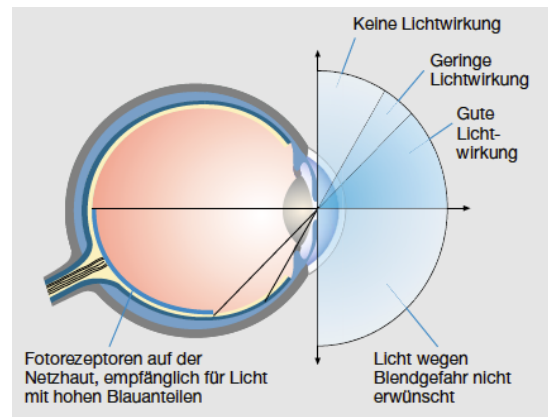 Keine Lichtwirkung
Geringe
Lichtwirkung
Gute
Licht-
wirkung
Fotorezeptoren auf der
Netzhaut, empfänglich für Licht
mit hohen Blauanteilen
Licht wegen
Blendgefahr nicht
erwünscht